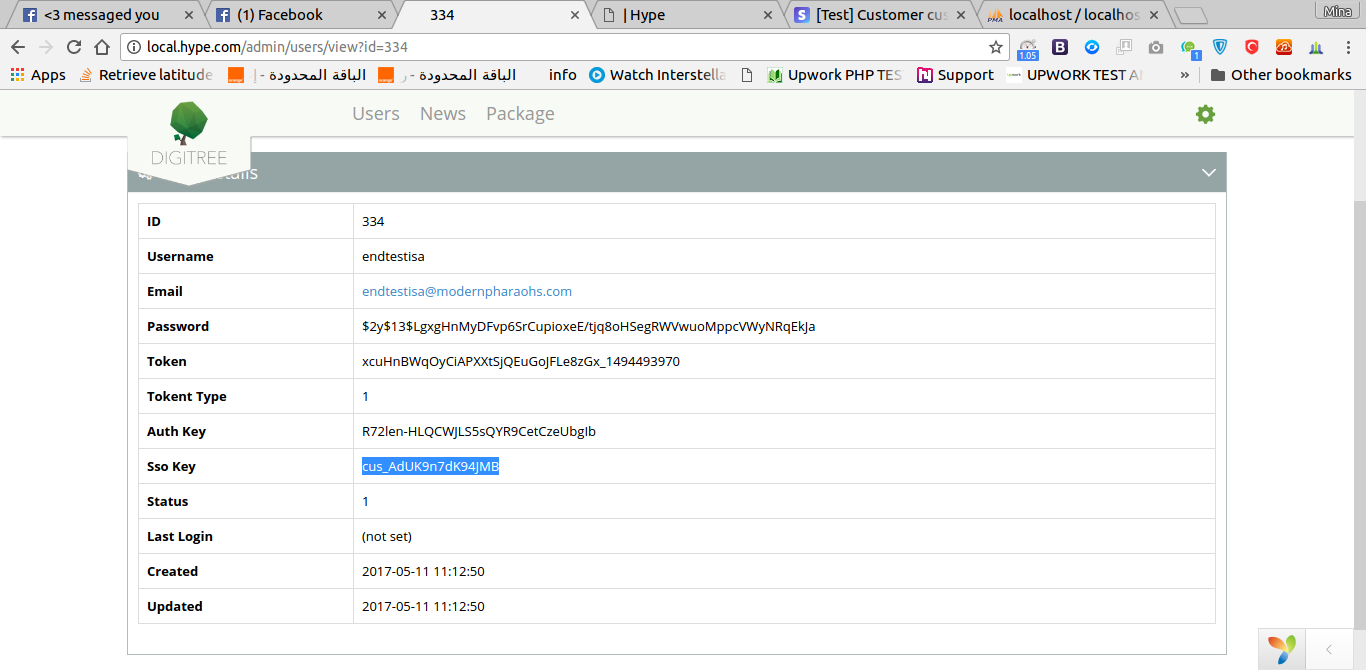 <3 messaged you
(1) Facebook
334
| Hype
[Test] Customer cus
localhost / localhos
Mina
local.hype.com/admin/users/view?id=334
1.05
B
1
Apps
Retrieve latitude
الباقة المحدودة - |
الباقة المحدودة - ر
info
Watch Interstella
Upwork PHP TES
Support
UPWORK TEST A
»
Other bookmarks
DIGITREE
Users News Package
ID 334
Username endtestisa
Email endtestisa@modernpharaohs.com
Password $2y$13$LgxgHnMyDFvp6SrCupioxeE/tjq8oHSegRWVwuoMppcVWyNRqEkJa
Token xcuHnBWqOyCiAPXXtSjQEuGoJFLe8zGx_1494493970
Tokent Type 1
Auth Key R72len-HLQCWJLS5sQYR9CetCzeUbgIb
Sso Key cus_AdUK9n7dK94JMB
Status 1
Last Login (not set)
Created 2017-05-11 11:12:50
Updated 2017-05-11 11:12:50